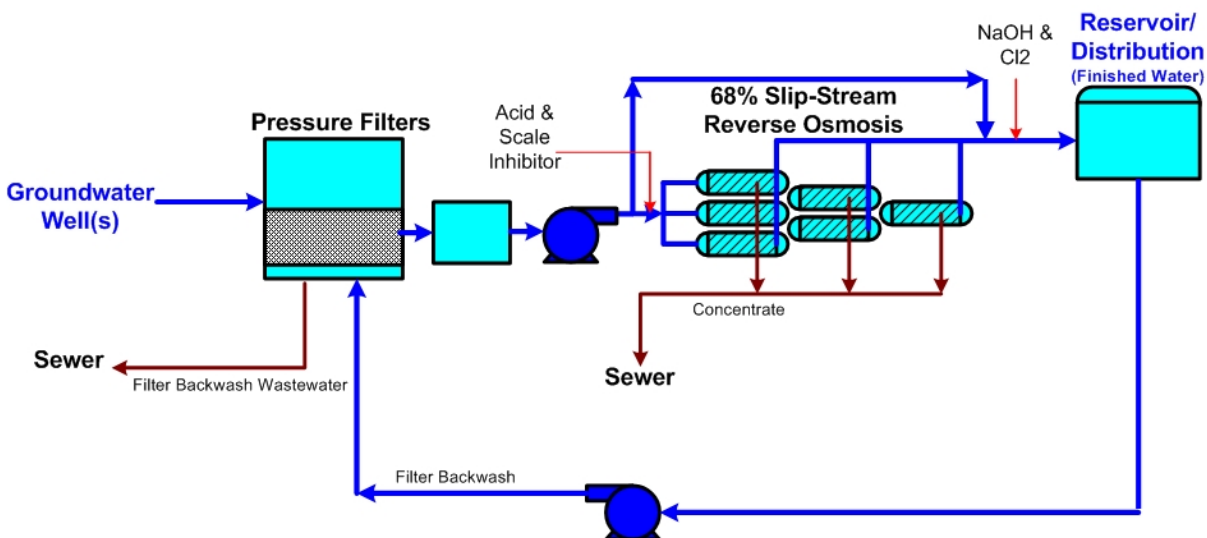 Reservoir/
Distribution
(Finished Water)
NaOH &
Cl2
68% Slip-Stream
Reverse Osmosis
Acid &
Scale
Inhibitor
Pressure Filters
Groundwater
Well(s)
Concentrate
Sewer
Filter Backwash Wastewater
Sewer
Filter Backwash